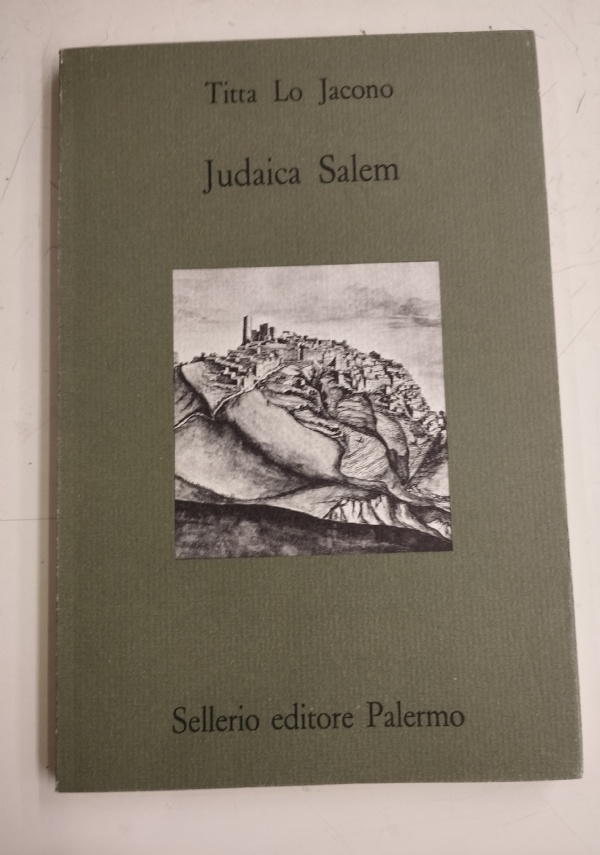 Titta Lo Jacono
Judaica Salem
Sellerio editore Palermo